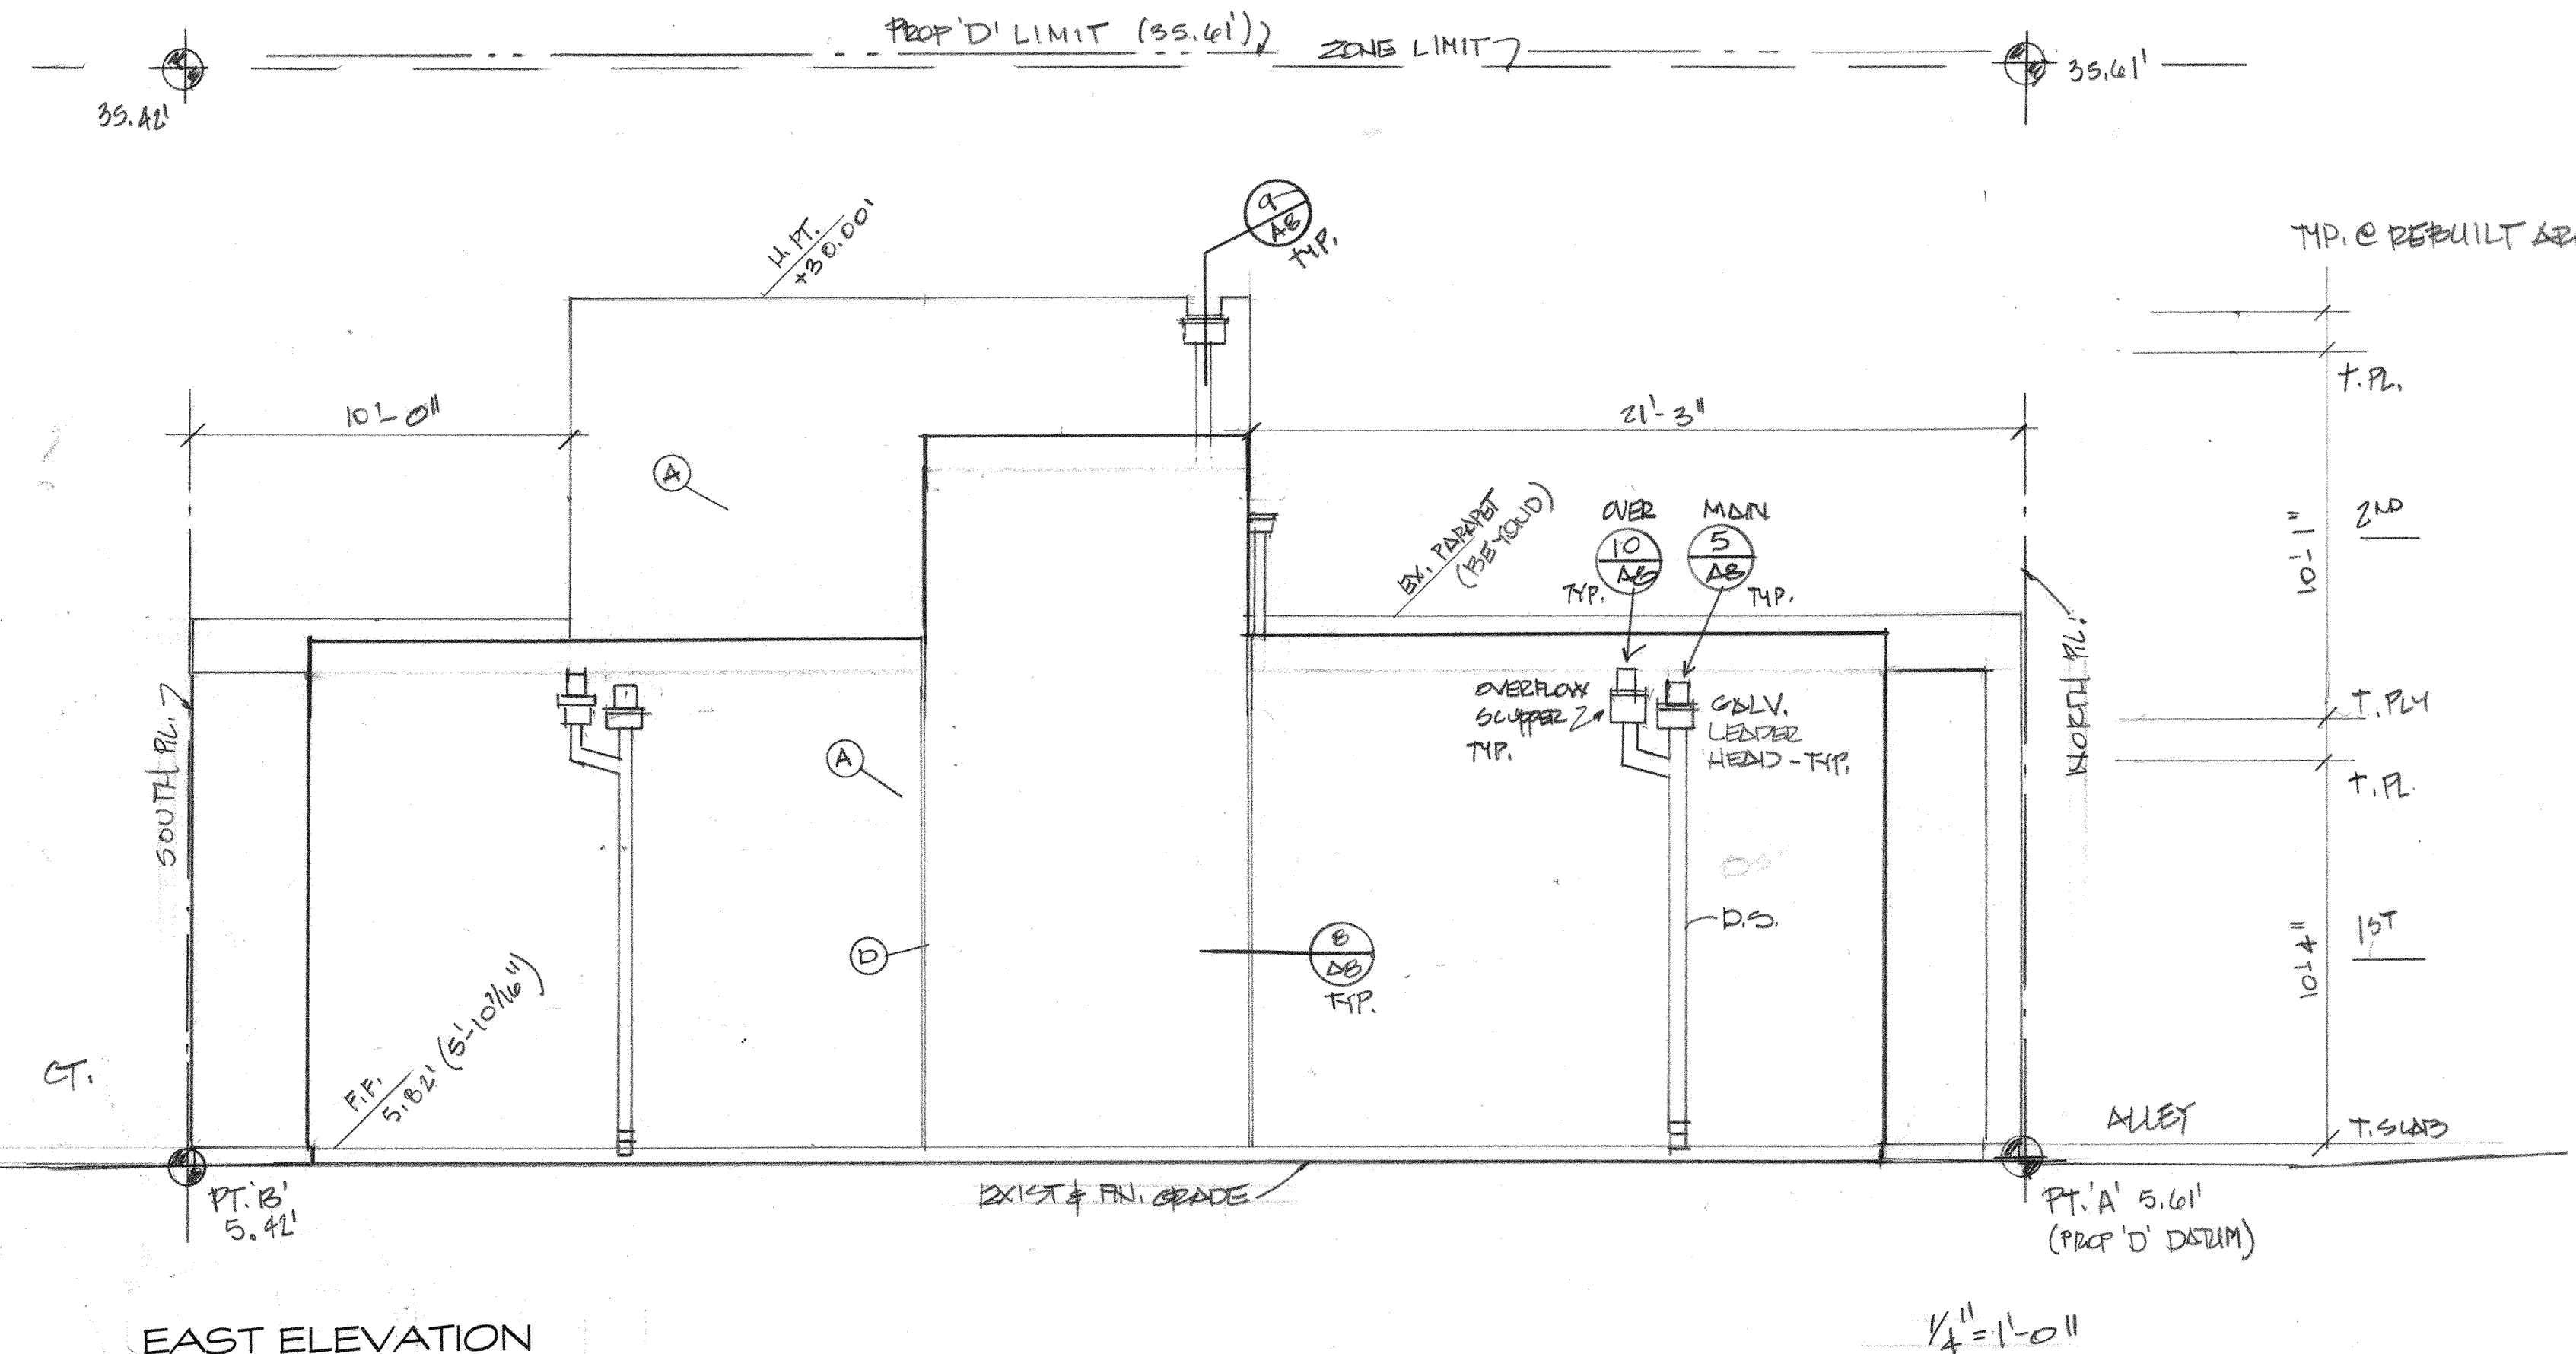 PROP 'D' LIMIT (35.61')
ZONE LIMIT
35.42'
35.61'
H. PT.
+30.00'
9
A8
TYP.
TYP. @ REBUILT
10'-0"
21'-3"
T. PL.
A
EX. PARAPET
(BEYOND)
OVER
10
A8
TYP.
MAIN
5
A8
TYP.
2ND
10'-1"
SOUTH P.L.
NORTH P.L.
OVERFLOW
SCUPPER
TYP.
GALV.
LEADER
HEAD - TYP.
T. PLY
T. PL.
A
D
8
A8
TYP.
D.S.
1ST
10'-4"
F.F.
5.82' (5'-10 7/16")
CT.
ALLEY
T. SLAB
PT. 'B'
5.42'
EXIST & FIN. GRADE
PT. 'A' 5.61'
(PROP 'D' DATUM)
EAST ELEVATION
1/4" = 1'-0"